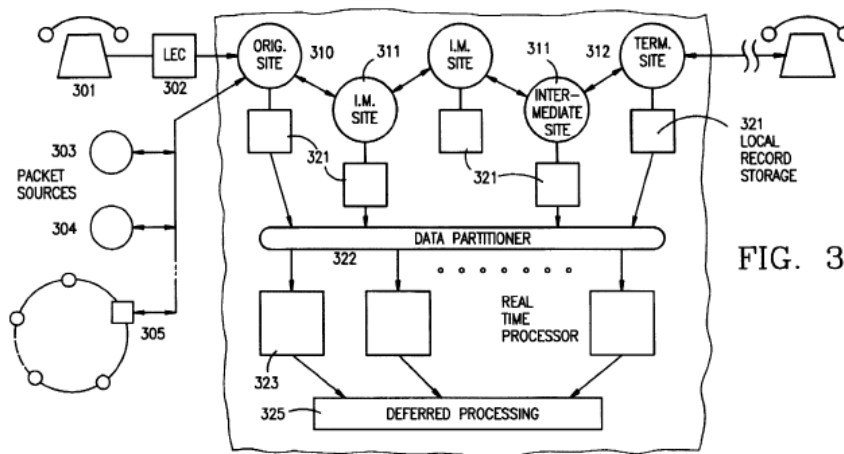 ORIG.
SITE
310
I.M.
SITE
311
311
312
TERM.
SITE
LEC
301
302
I.M.
SITE
INTER-
MEDIATE
SITE
303
PACKET
SOURCES
304
305
321
321
321
321
LOCAL
RECORD
STORAGE
DATA PARTITIONER
322
FIG. 3
REAL
TIME
PROCESSOR
323
325
DEFERRED PROCESSING